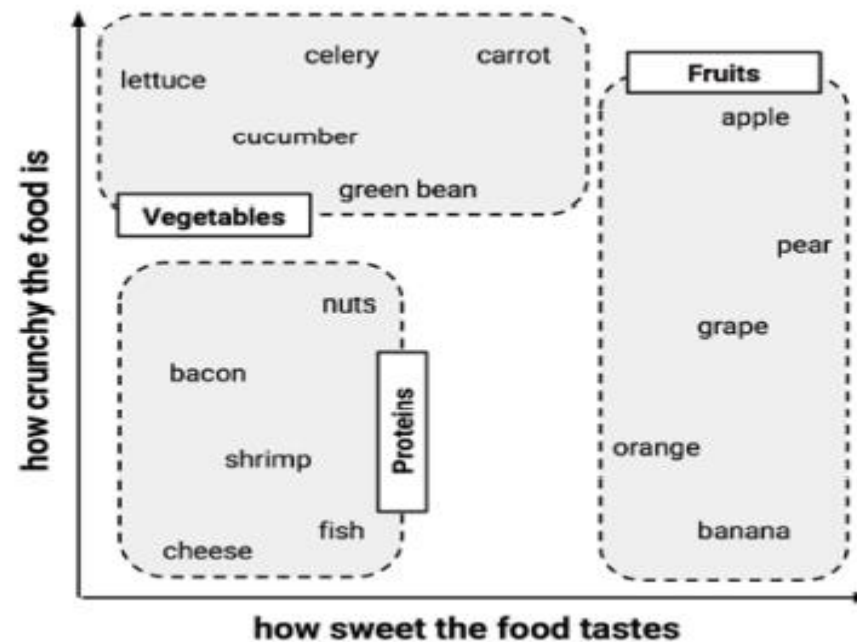 how crunchy the food is
celery
carrot
lettuce
cucumber
green bean
Vegetables
Fruits
apple
pear
grape
orange
banana
nuts
bacon
shrimp
fish
cheese
Proteins
how sweet the food tastes